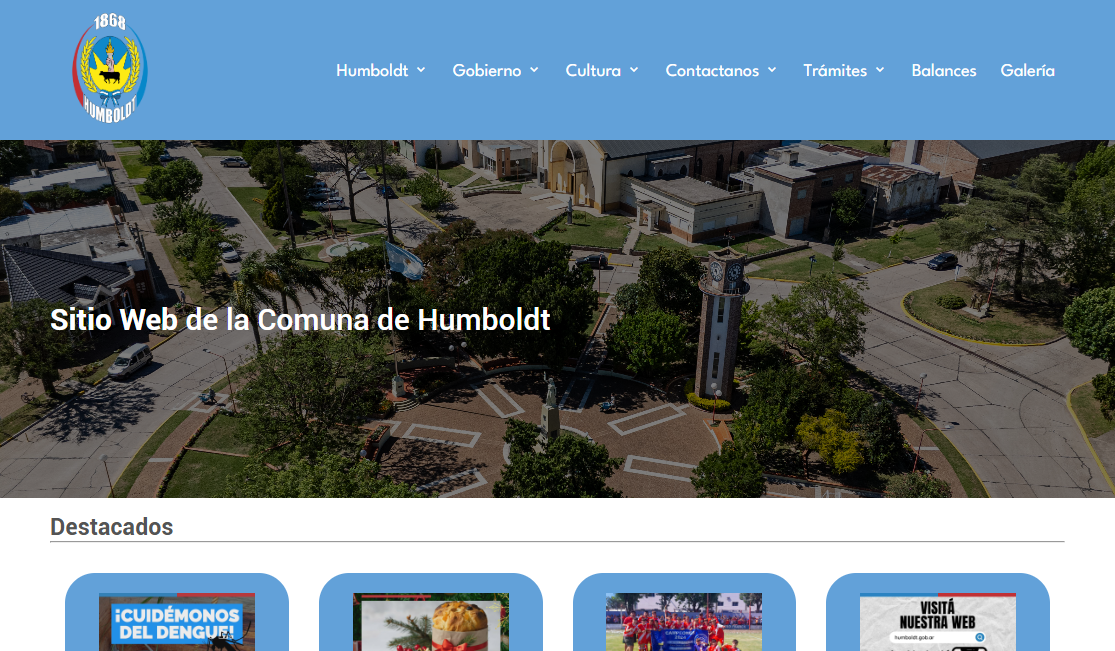 1868
HUMBOLDT
Humboldt
Gobierno
Cultura
Contactanos
Trámites
Balances
Galería
Sitio Web de la Comuna de Humboldt
Destacados
¡CUIDÉMONOS
DEL DENGUE!
VISITÁ
NUESTRA WEB
humboldt.gob.ar